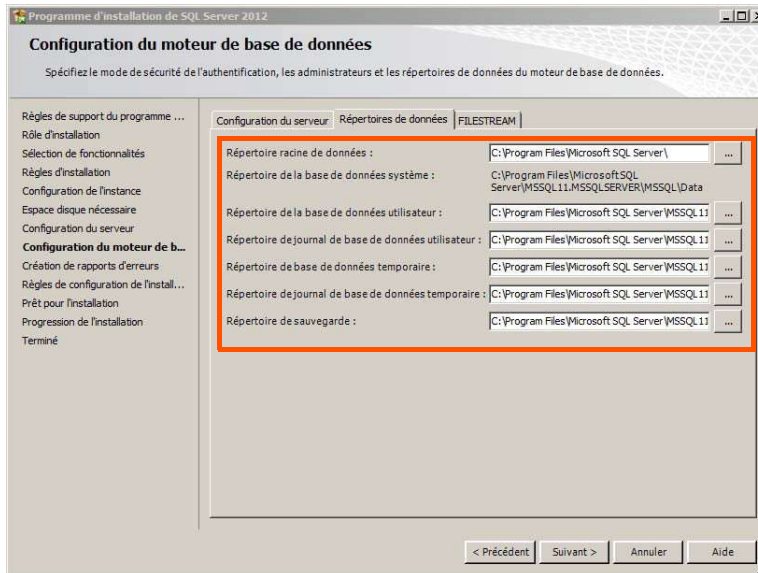 Programme d'installation de SQL Server 2012
Configuration du moteur de base de données
Spécifiez le mode de sécurité de l'authentification, les administrateurs et les répertoires de données du moteur de base de données.
Règles de support du programme ...
Rôle d'installation
Sélection de fonctionnalités
Règles d'installation
Configuration de l'instance
Espace disque nécessaire
Configuration du serveur
Configuration du moteur de b...
Création de rapports d'erreurs
Règles de configuration de l'install...
Prêt pour l'installation
Progression de l'installation
Terminé
Configuration du serveur Répertoires de données FILESTREAM
Répertoire racine de données : C:\Program Files\Microsoft SQL Server\ ...
Répertoire de la base de données système : C:\Program Files\Microsoft SQL
Server\MSSQL11.MSSQLSERVER\MSSQL\Data
Répertoire de la base de données utilisateur : C:\Program Files\Microsoft SQL Server\MSSQL11 ...
Répertoire de journal de base de données utilisateur : C:\Program Files\Microsoft SQL Server\MSSQL11 ...
Répertoire de base de données temporaire : C:\Program Files\Microsoft SQL Server\MSSQL11 ...
Répertoire de journal de base de données temporaire : C:\Program Files\Microsoft SQL Server\MSSQL11 ...
Répertoire de sauvegarde : C:\Program Files\Microsoft SQL Server\MSSQL11 ...
< Précédent Suivant > Annuler Aide